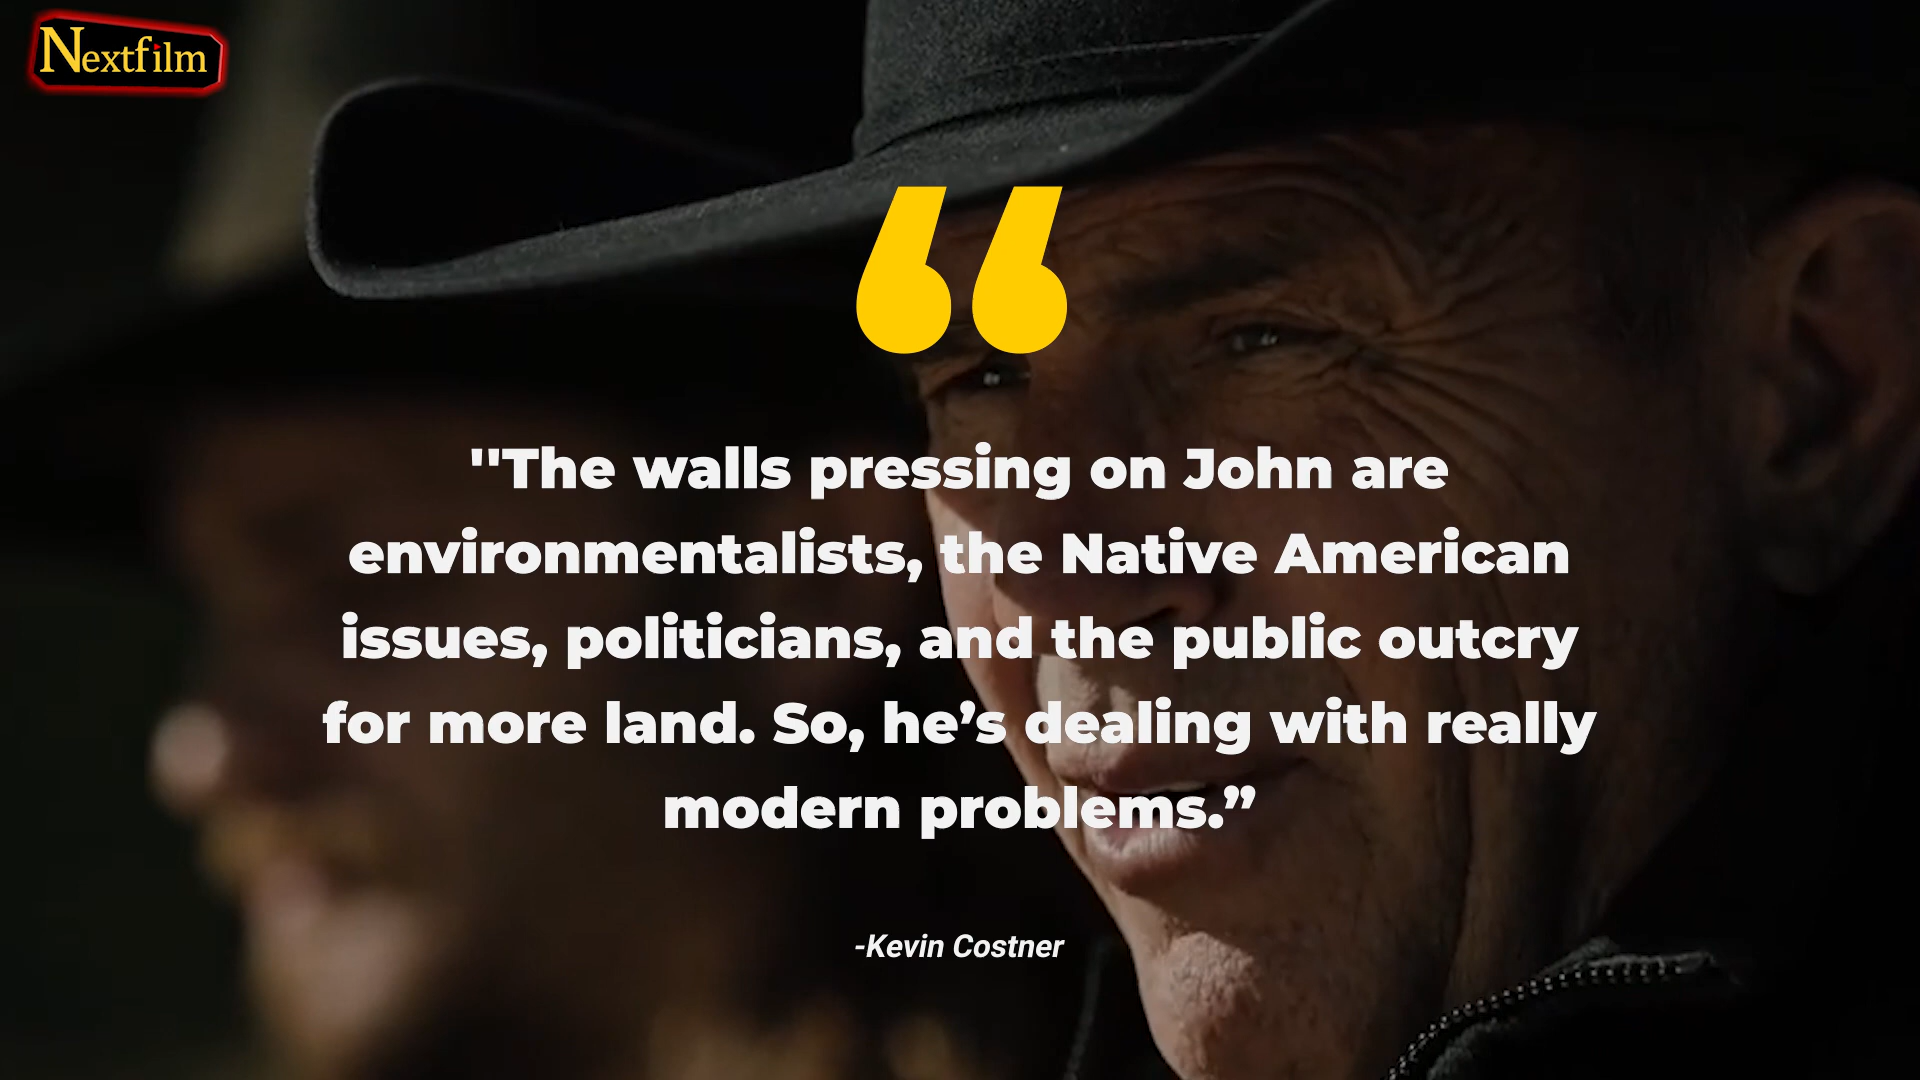 Nextfilm
"The walls pressing on John are
environmentalists, the Native American
issues, politicians, and the public outcry
for more land. So, he’s dealing with really
modern problems.”
-Kevin Costner